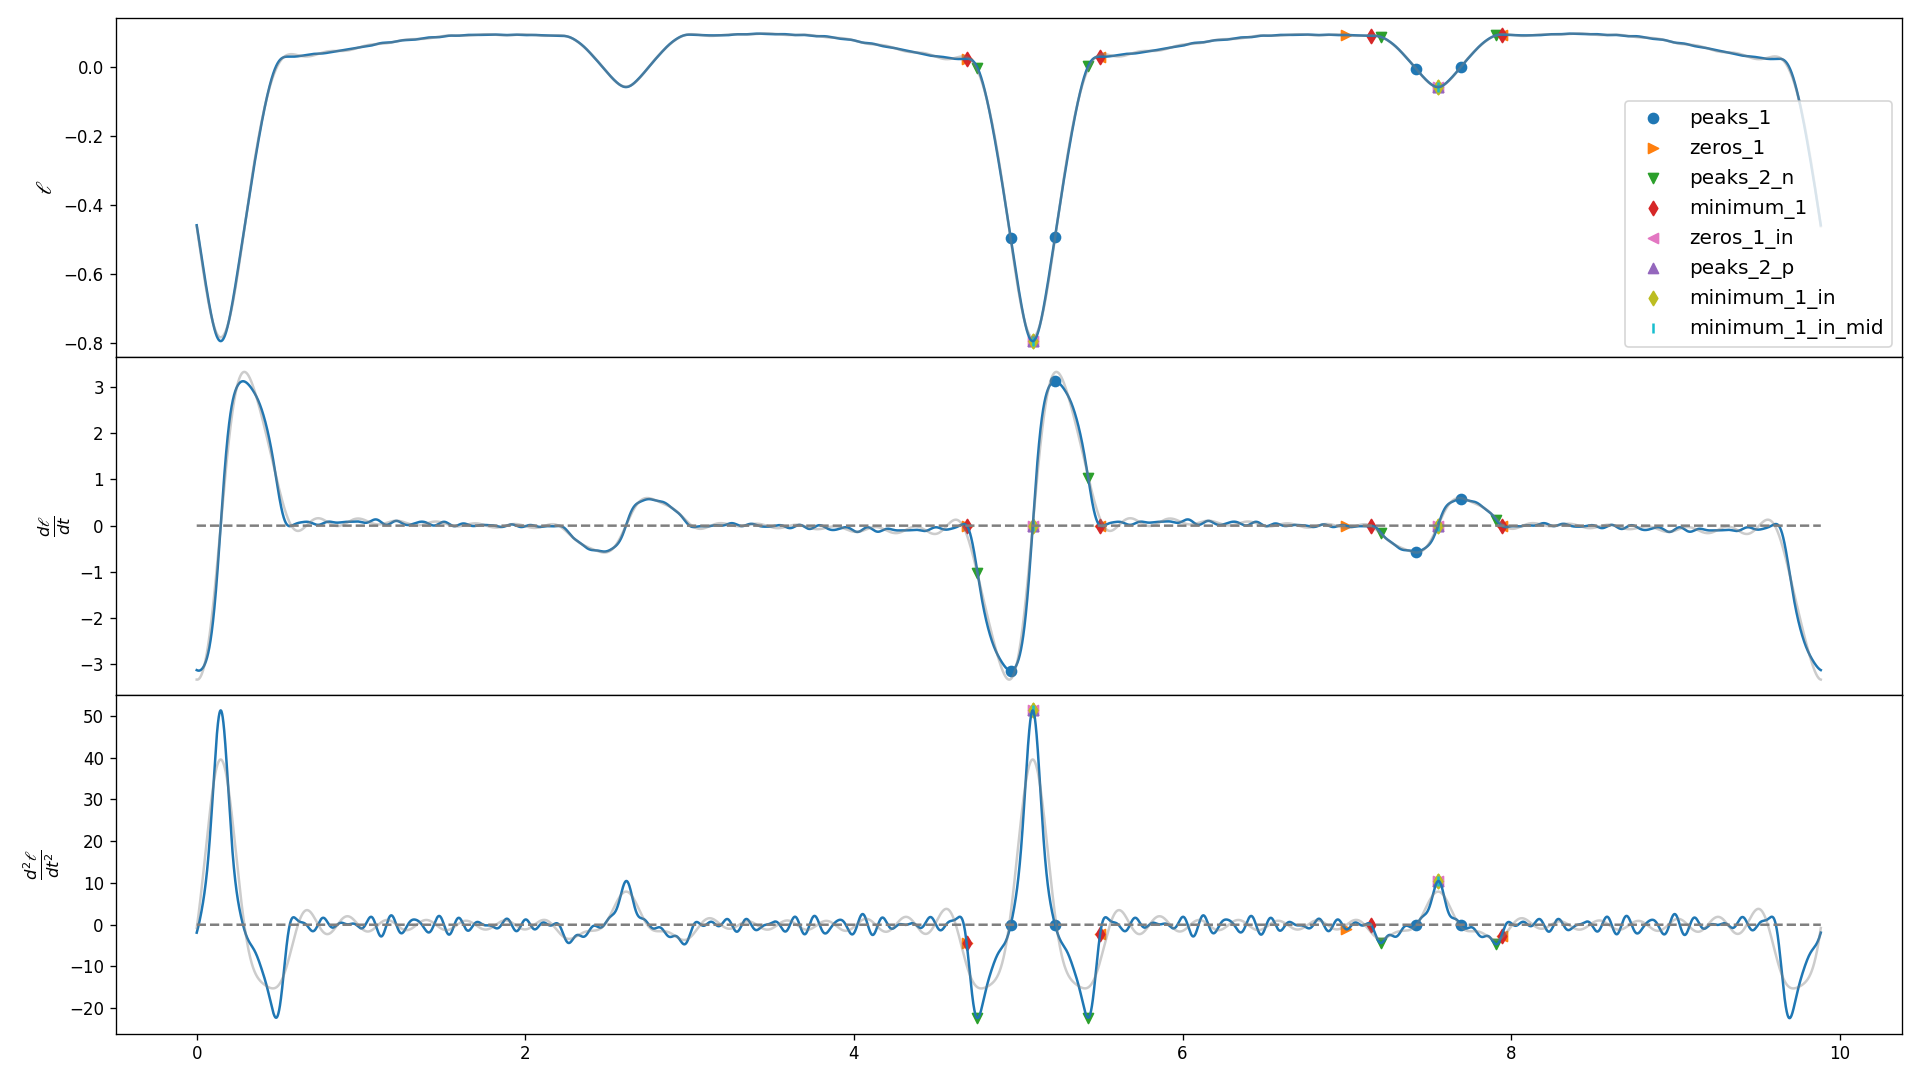 0.0
−0.2
−0.4
−0.6
−0.8
ℓ
peaks_1
zeros_1
peaks_2_n
minimum_1
zeros_1_in
peaks_2_p
minimum_1_in
minimum_1_in_mid
3
2
1
0
−1
−2
−3
dℓ/dt
50
40
30
20
10
0
−10
−20
d²ℓ/dt²
0 2 4 6 8 10